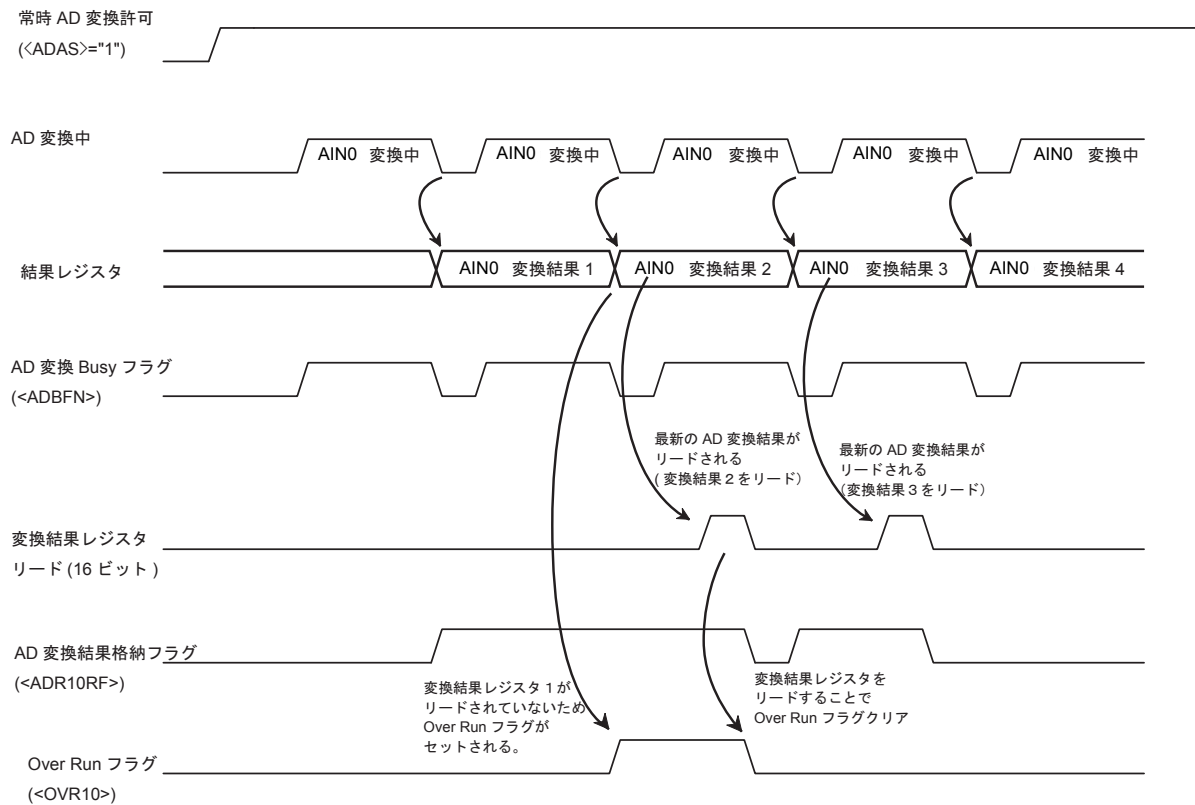 常時 AD 変換許可
(<ADAS>="1")
AD 変換中
AIN0 変換中
AIN0 変換中
AIN0 変換中
AIN0 変換中
AIN0 変換中
結果レジスタ
AIN0 変換結果 1
AIN0 変換結果 2
AIN0 変換結果 3
AIN0 変換結果 4
AD 変換 Busy フラグ
(<ADBFN>)
最新の AD 変換結果が
リードされる
( 変換結果 2 をリード）
最新の AD 変換結果が
リードされる
（変換結果 3 をリード）
変換結果レジスタ
リード (16 ビット )
AD 変換結果格納フラグ
(<ADR10RF>)
変換結果レジスタ 1 が
リードされていないため
Over Run フラグが
セットされる。
変換結果レジスタを
リードすることで
Over Run フラグクリア
Over Run フラグ
(<OVR10>)